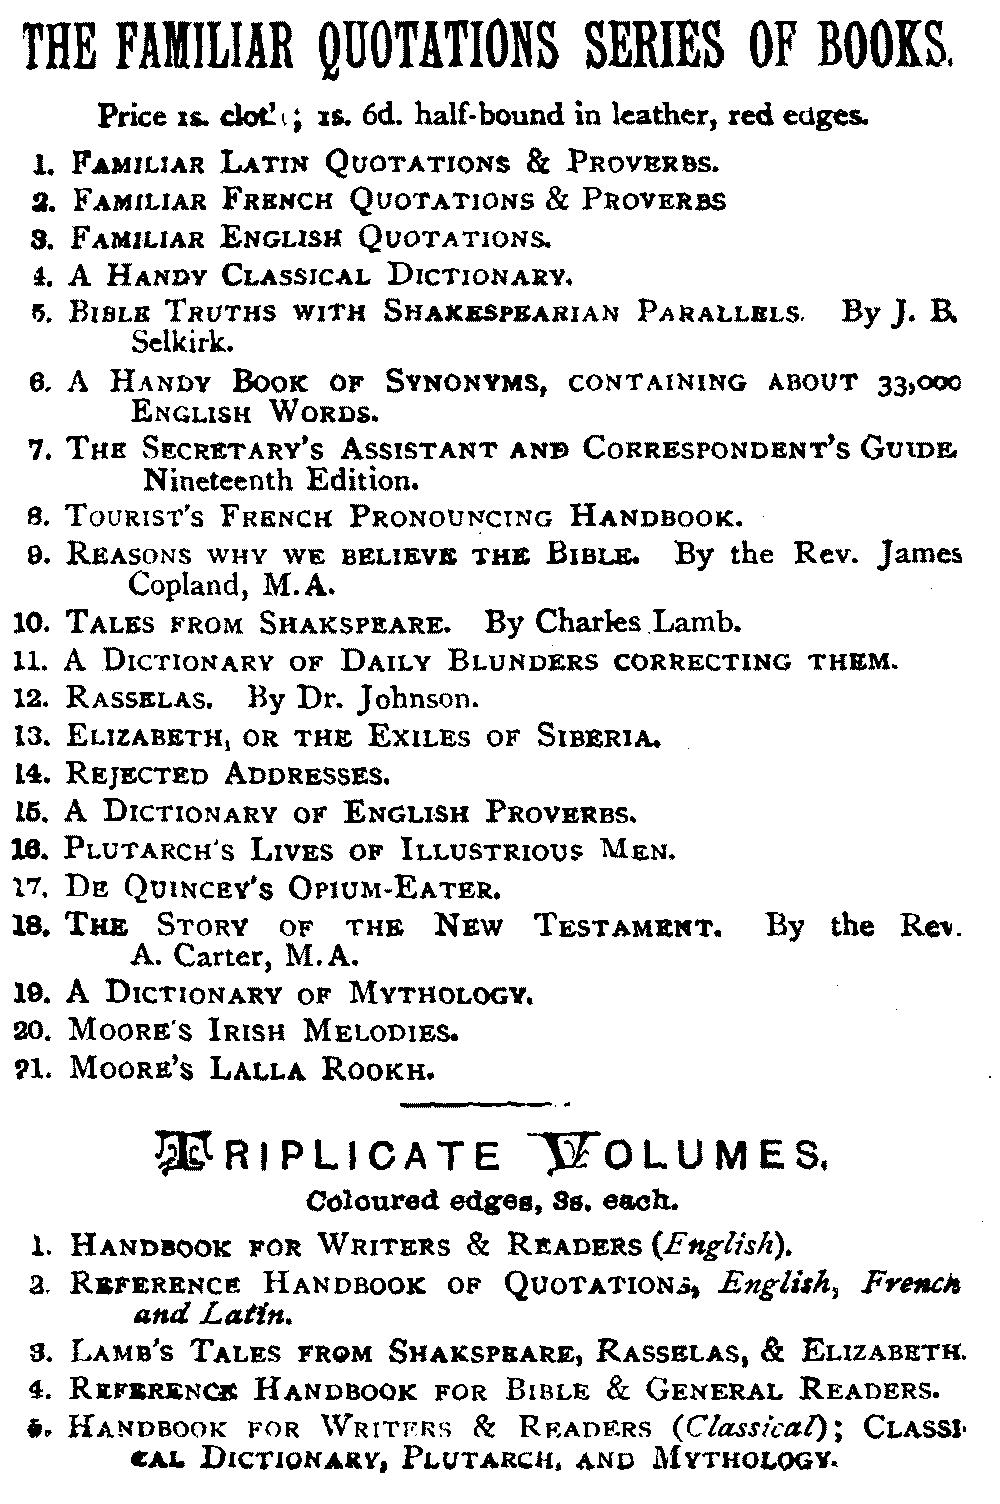 THE FAMILIAR QUOTATIONS SERIES OF BOOKS.
Price 1s. cloth; 1s. 6d. half-bound in leather, red edges.
1. FAMILIAR LATIN QUOTATIONS & PROVERBS.
2. FAMILIAR FRENCH QUOTATIONS & PROVERBS
3. FAMILIAR ENGLISH QUOTATIONS.
4. A HANDY CLASSICAL DICTIONARY.
5. BIBLE TRUTHS WITH SHAKESPEARIAN PARALLELS. By J. B.
Selkirk.
6. A HANDY BOOK OF SYNONYMS, CONTAINING ABOUT 33,000
ENGLISH WORDS.
7. THE SECRETARY'S ASSISTANT AND CORRESPONDENT'S GUIDE.
Nineteenth Edition.
8. TOURIST'S FRENCH PRONOUNCING HANDBOOK.
9. REASONS WHY WE BELIEVE THE BIBLE. By the Rev. James
Copland, M.A.
10. TALES FROM SHAKSPEARE. By Charles Lamb.
11. A DICTIONARY OF DAILY BLUNDERS CORRECTING THEM.
12. RASSELAS. By Dr. Johnson.
13. ELIZABETH, OR THE EXILES OF SIBERIA.
14. REJECTED ADDRESSES.
15. A DICTIONARY OF ENGLISH PROVERBS.
16. PLUTARCH'S LIVES OF ILLUSTRIOUS MEN.
17. DE QUINCEY'S OPIUM-EATER.
18. THE STORY OF THE NEW TESTAMENT. By the Rev.
A. Carter, M.A.
19. A DICTIONARY OF MYTHOLOGY.
20. MOORE'S IRISH MELODIES.
21. MOORE'S LALLA ROOKH.
TRIPLICATE VOLUMES.
Coloured edges, 3s. each.
1. HANDBOOK FOR WRITERS & READERS (English).
2. REFERENCE HANDBOOK OF QUOTATIONS, English, French
and Latin.
3. LAMB'S TALES FROM SHAKSPEARE, RASSELAS, & ELIZABETH.
4. REFERENCE HANDBOOK FOR BIBLE & GENERAL READERS.
5. HANDBOOK FOR WRITERS & READERS (Classical); CLASSI-
CAL DICTIONARY, PLUTARCH, AND MYTHOLOGY.